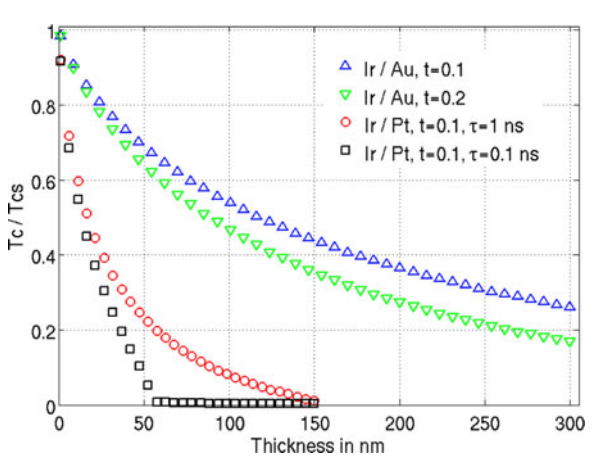 1
0.8
0.6
0.4
0.2
0
Tc / Tcs
Ir / Au, t=0.1
Ir / Au, t=0.2
Ir / Pt, t=0.1, τ=1 ns
Ir / Pt, t=0.1, τ=0.1 ns
0 50 100 150 200 250 300
Thickness in nm